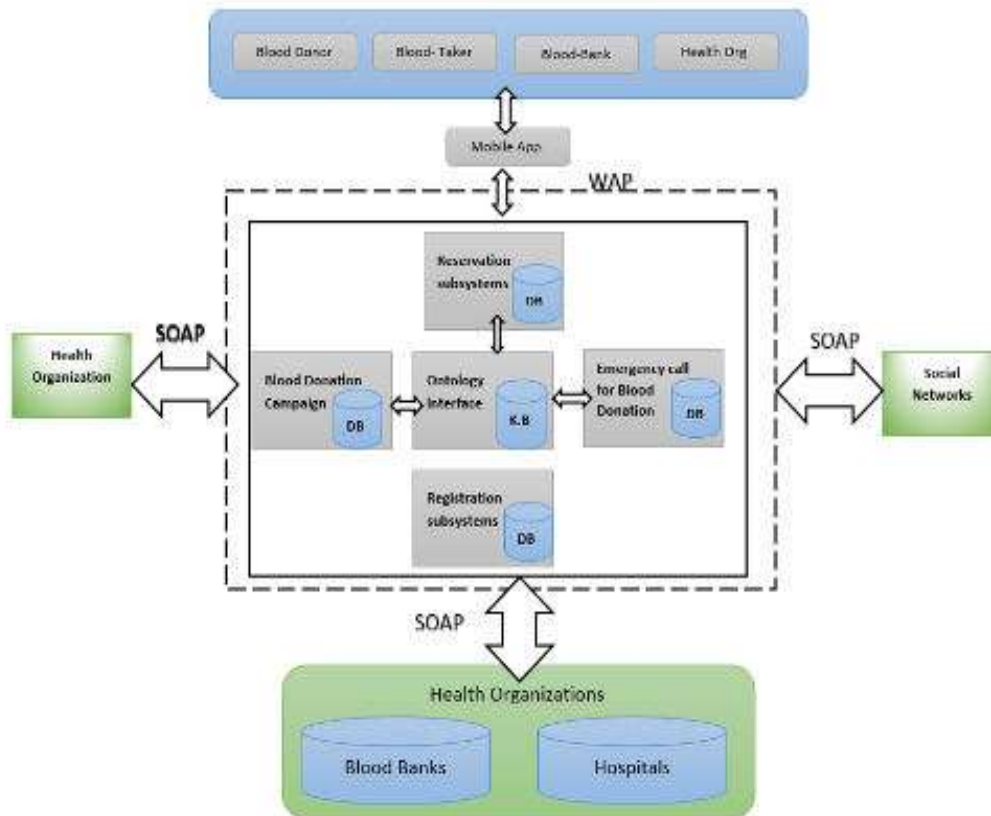 Blood Donor
Blood- Taker
Blood-Bank
Health Org
Mobile App
WAP
Reservation
subsystems
DB
SOAP
SOAP
Health
Organization
Blood Donation
Campaign
DB
Ontology
Interface
K.B
Emergency call
for Blood
Donation
DB
Social
Networks
Registration
subsystems
DB
SOAP
Health Organizations
Blood Banks
Hospitals